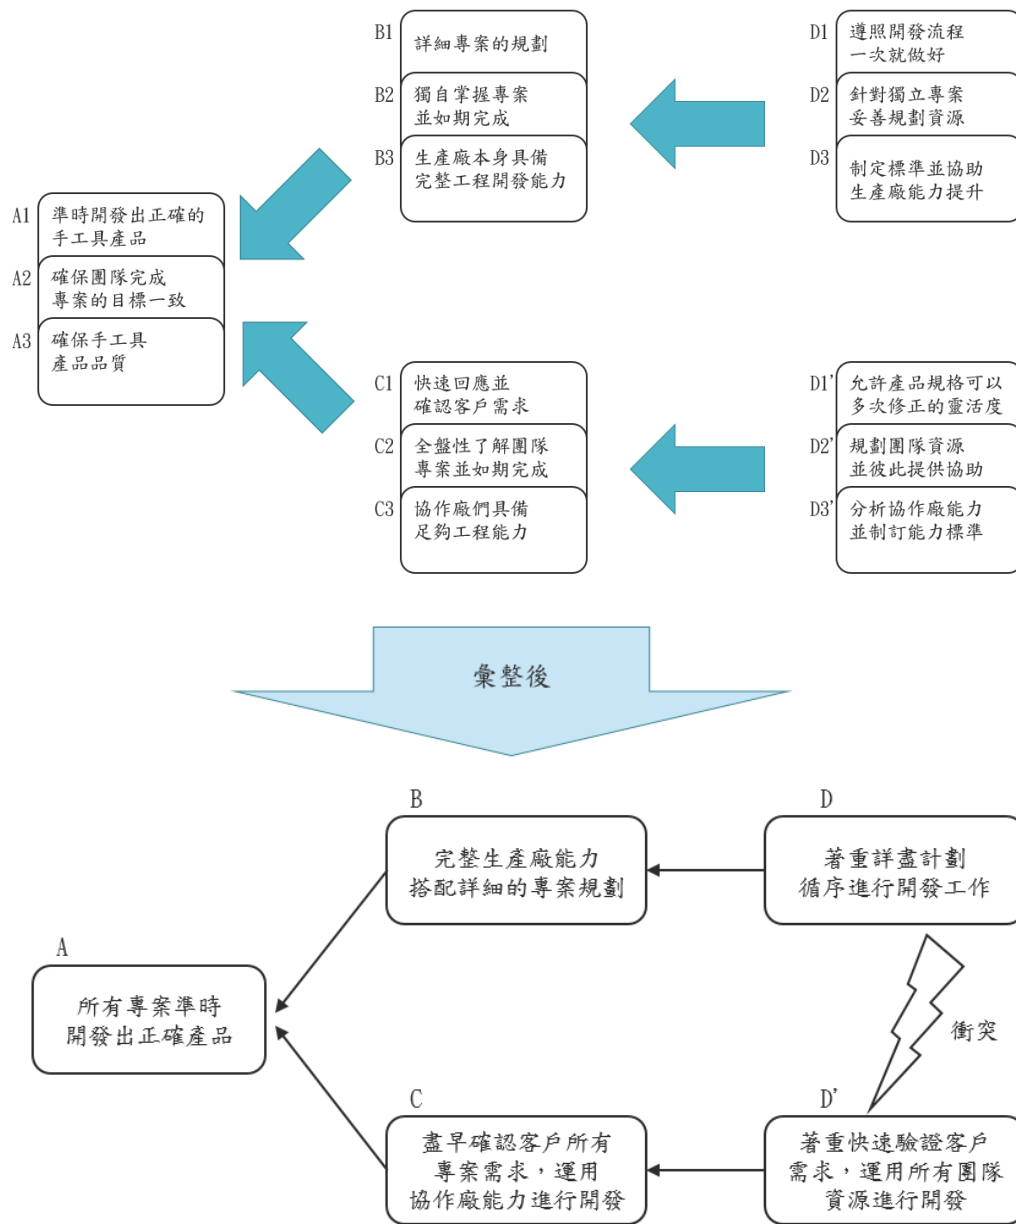 B1
詳細專案的規劃
B2
獨自掌握專案
並如期完成
B3
生產廠本身具備
完整工程開發能力
D1
遵照開發流程
一次就做好
D2
針對獨立專案
妥善規劃資源
D3
制定標準並協助
生產廠能力提升
A1
準時開發出正確的
手工具產品
A2
確保團隊完成
專案的目標一致
A3
確保手工具
產品品質
C1
快速回應並
確認客戶需求
C2
全盤性了解團隊
專案並如期完成
C3
協作廠們具備
足夠工程能力
D1'
允許產品規格可以
多次修正的靈活度
D2'
規劃團隊資源
並彼此提供協助
D3'
分析協作廠能力
並制訂能力標準
彙整後
B
完整生產廠能力
搭配詳細的專案規劃
D
著重詳盡計劃
循序進行開發工作
A
所有專案準時
開發出正確產品
衝突
C
盡早確認客戶所有
專案需求，運用
協作廠能力進行開發
D'
著重快速驗證客戶
需求，運用所有團隊
資源進行開發